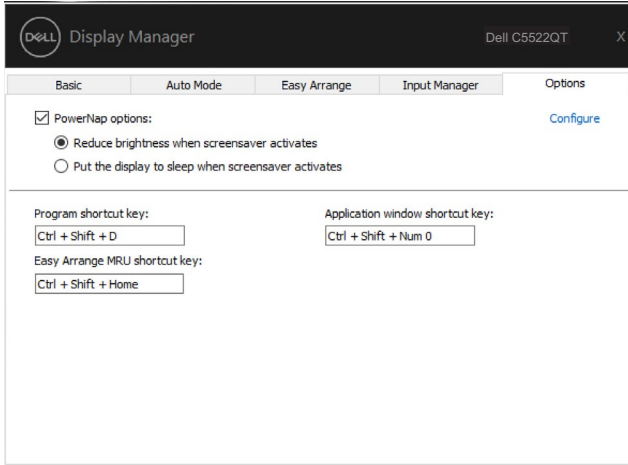 DELL Display Manager Dell C5522QT X
Basic Auto Mode Easy Arrange Input Manager Options
PowerNap options: Configure
Reduce brightness when screensaver activates
Put the display to sleep when screensaver activates
Program shortcut key: Application window shortcut key:
Ctrl + Shift + D Ctrl + Shift + Num 0
Easy Arrange MRU shortcut key:
Ctrl + Shift + Home